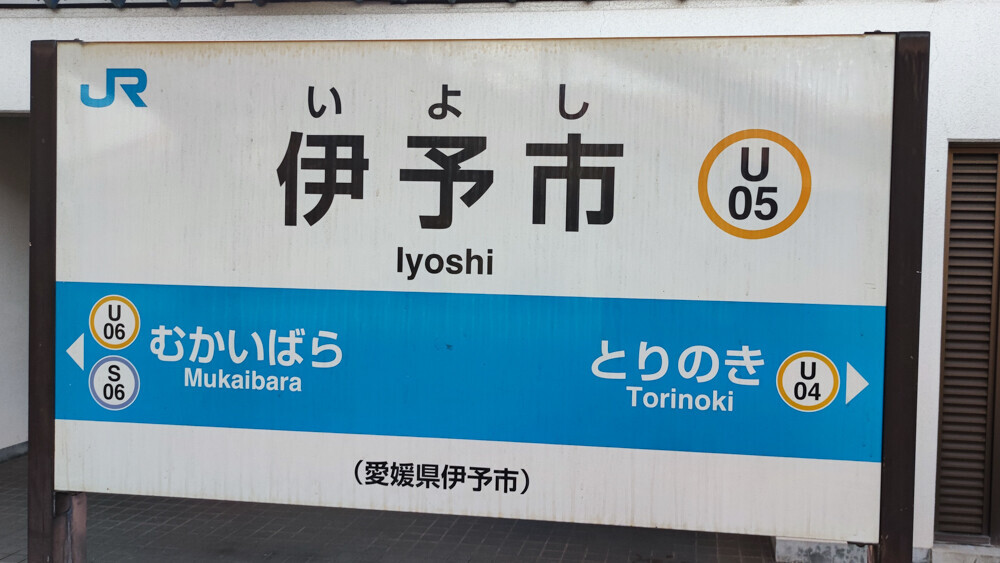 JR
いよし
伊予市
U
05
Iyoshi
U
06
S
06
むかいばら
Mukaibara
とりのき
Torinoki
U
04
(愛媛県伊予市)